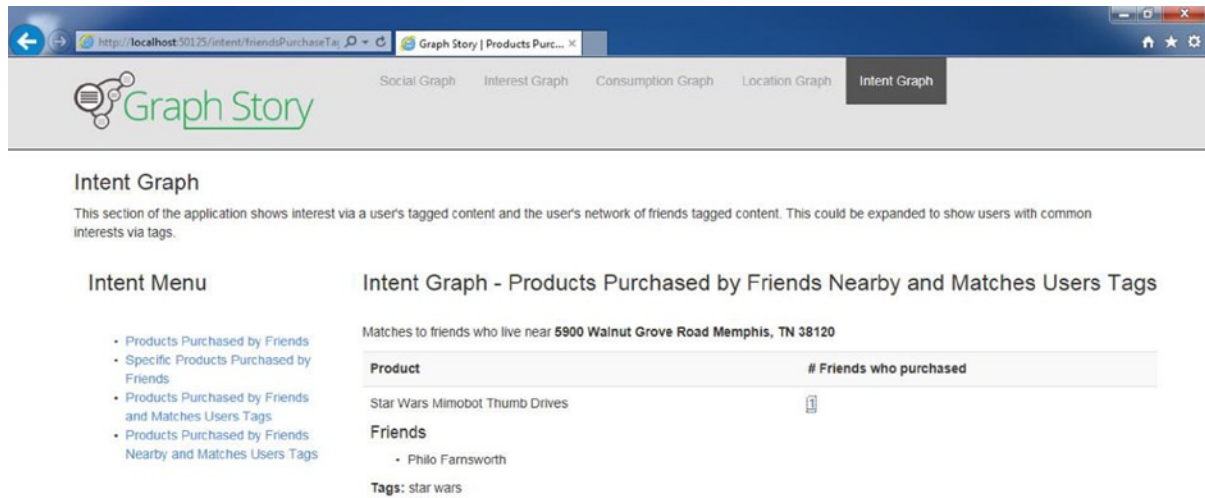 http://localhost:50125/intent/friendsPurchaseTag
Graph Story | Products Purc...
Graph Story
Social Graph Interest Graph Consumption Graph Location Graph Intent Graph
Intent Graph
This section of the application shows interest via a user's tagged content and the user's network of friends tagged content. This could be expanded to show users with common
interests via tags.
Intent Menu
• Products Purchased by Friends
• Specific Products Purchased by
Friends
• Products Purchased by Friends
and Matches Users Tags
• Products Purchased by Friends
Nearby and Matches Users Tags
Intent Graph - Products Purchased by Friends Nearby and Matches Users Tags
Matches to friends who live near 5900 Walnut Grove Road Memphis, TN 38120
Product # Friends who purchased
Star Wars Mimobot Thumb Drives 1
Friends
• Philo Farnsworth
Tags: star wars